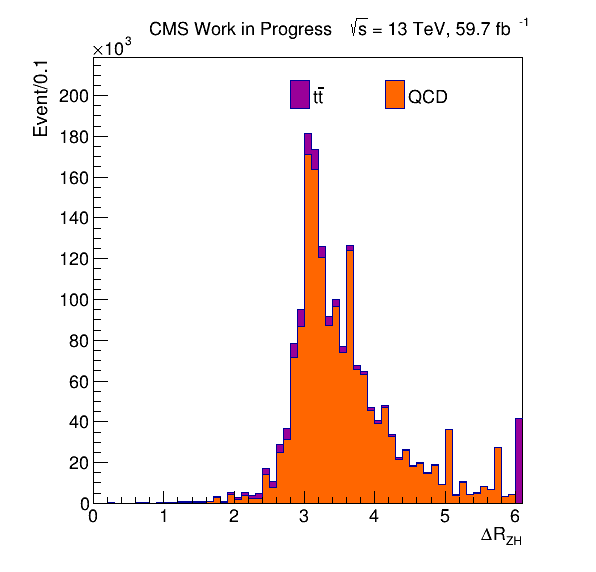 CMS Work in Progress √s = 13 TeV, 59.7 fb⁻¹
×10³
Event/0.1
tt̄
QCD
200
180
160
140
120
100
80
60
40
20
0
0 1 2 3 4 5 6
ΔR_ZH